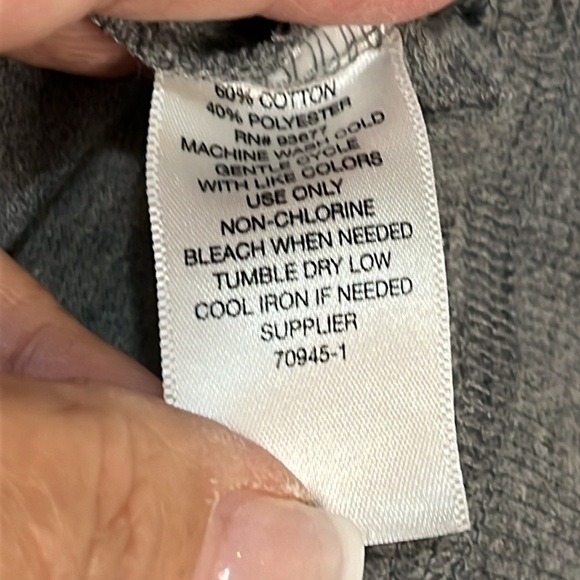 60% COTTON
40% POLYESTER
RN# 93677
MACHINE WASH COLD
GENTLE CYCLE
WITH LIKE COLORS
USE ONLY
NON-CHLORINE
BLEACH WHEN NEEDED
TUMBLE DRY LOW
COOL IRON IF NEEDED
SUPPLIER
70945-1